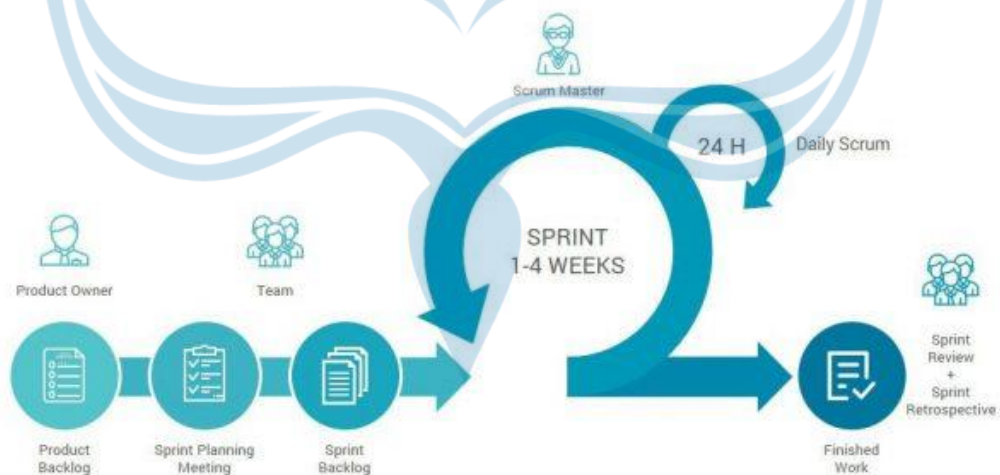 Scrum Master
24 H
Daily Scrum
SPRINT
1-4 WEEKS
Product Owner
Team
Sprint
Review
+
Sprint
Retrospective
Product
Backlog
Sprint Planning
Meeting
Sprint
Backlog
Finished
Work